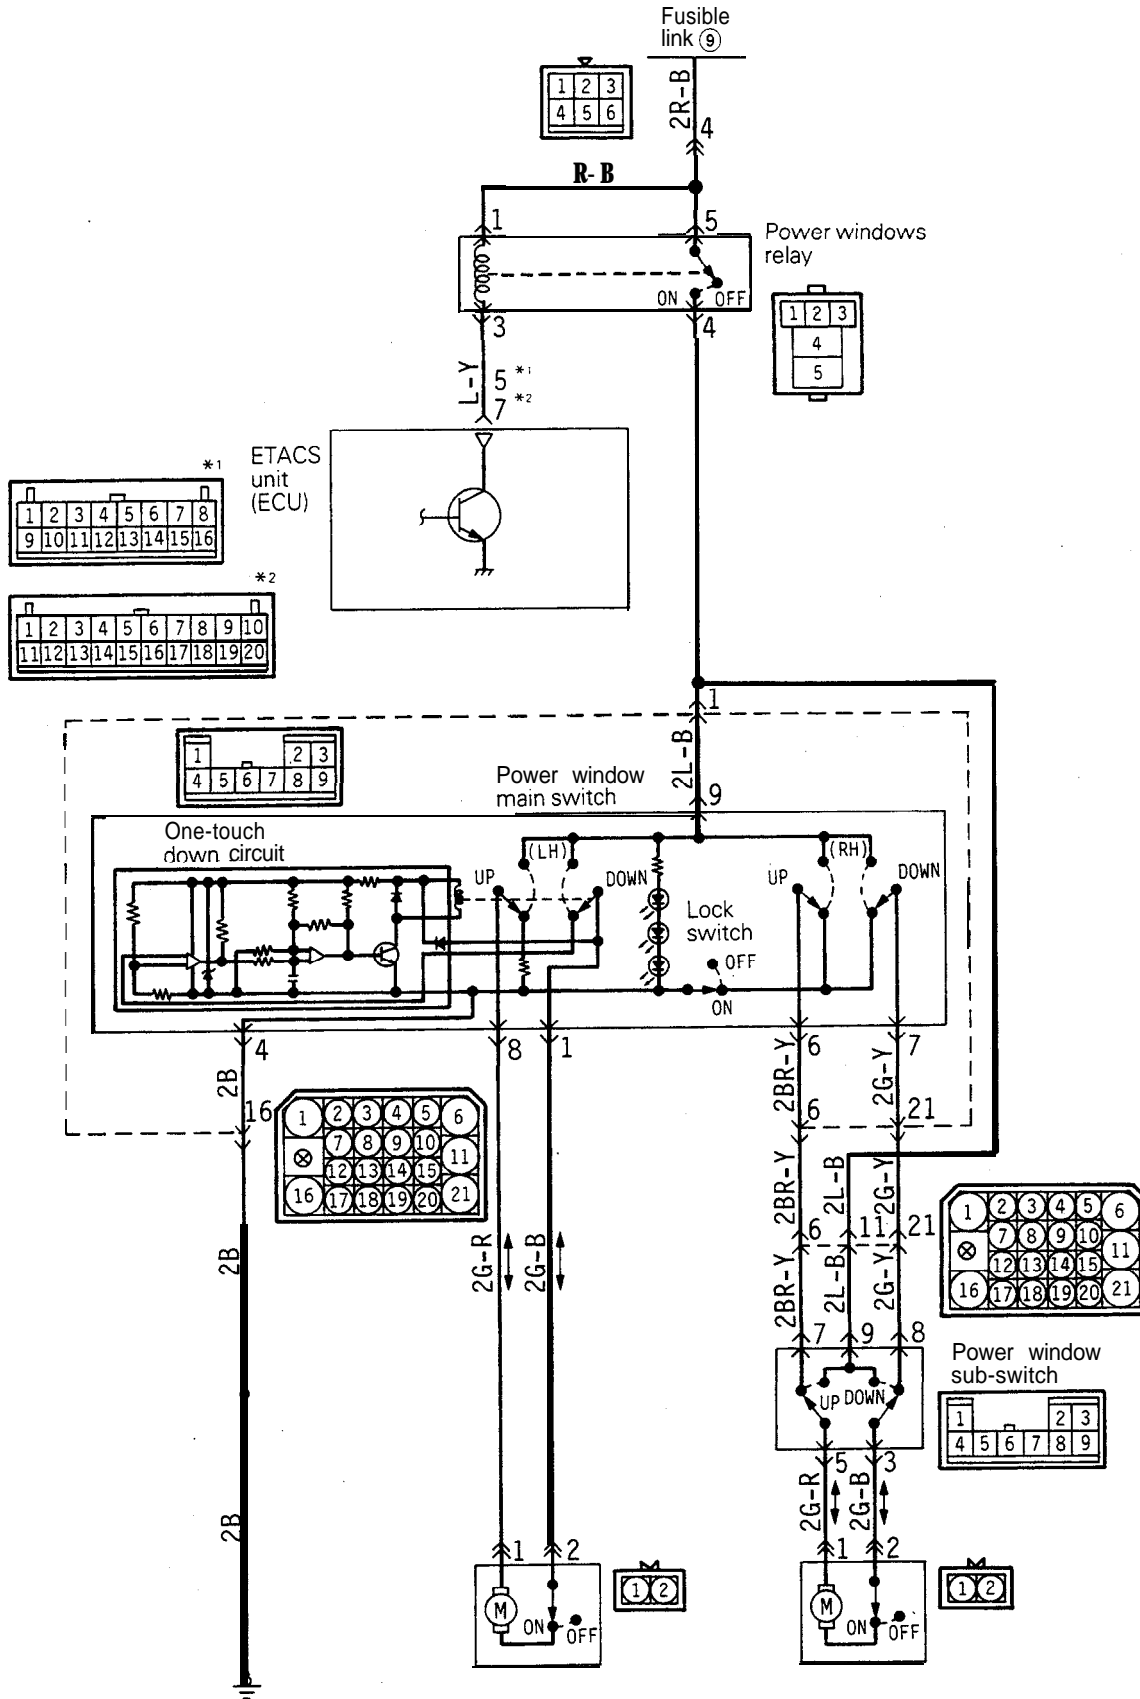 Fusible
link ⑨
1 2 3
4 5 6
2R-B
4
R-B
1
5
Power windows
relay
ON OFF
3
4
1 2 3
4
5
L-Y
5 *1
7 *2
ETACS
unit
(ECU)
*1
1 2 3 4 5 6 7 8
9 10 11 12 13 14 15 16
*2
1 2 3 4 5 6 7 8 9 10
11 12 13 14 15 16 17 18 19 20
1
2L-B
9
1 2 3
4 5 6 7 8 9
Power window
main switch
One-touch
down circuit
UP
(LH)
DOWN
Lock
switch
OFF
ON
UP
(RH)
DOWN
4
8
1
6
7
2B
16
2BR-Y
2G-Y
6
21
1 2 3 4 5 6
7 8 9 10 11
12 13 14 15
16 17 18 19 20 21
2BR-Y
2L-B
2G-Y
6
11
21
2B
2G-R
2G-B
2BR-Y
2L-B
2G-Y
1 2 3 4 5 6
7 8 9 10 11
12 13 14 15
16 17 18 19 20 21
7
9
8
Power window
sub-switch
UP DOWN
1 2 3
4 5 6 7 8 9
5
3
2G-R
2G-B
2B
1
2
1 2
M
ON
OFF
1
2
1 2
M
ON
OFF